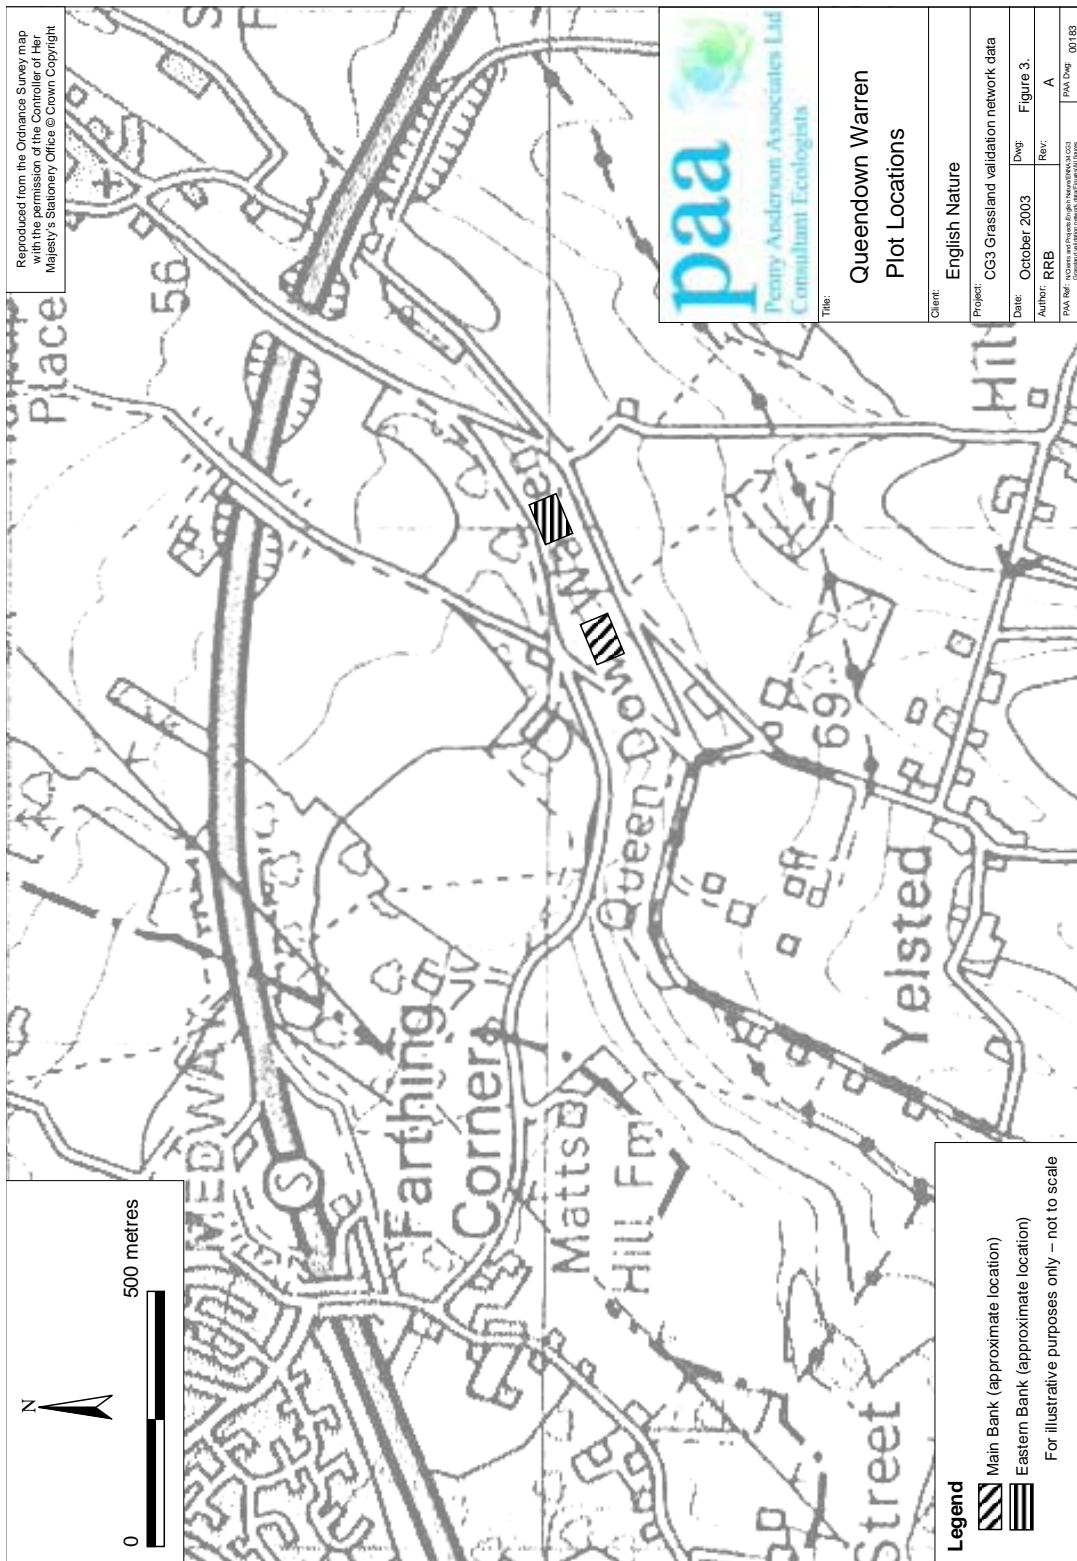 Reproduced from the Ordnance Survey map
with the permission of the Controller of Her
Majesty's Stationery Office © Crown Copyright
N
0
500 metres
Place
56
MEDWAY
S
Farthing
Corner
Matts
Hill Fm
Queen Down Warren
Yelsted
69
Street
Hill
Legend
Main Bank (approximate location)
Eastern Bank (approximate location)
For illustrative purposes only – not to scale
paa
Penny Anderson Associates Ltd
Consultant Ecologists
Title:
Queendown Warren
Plot Locations
Client:
English Nature
Project:
CG3 Grassland validation network data
Date:
October 2003
Dwg:
Figure 3.
Author:
RRB
Rev:
A
PAA Ref:
PAA Dwg:
00183